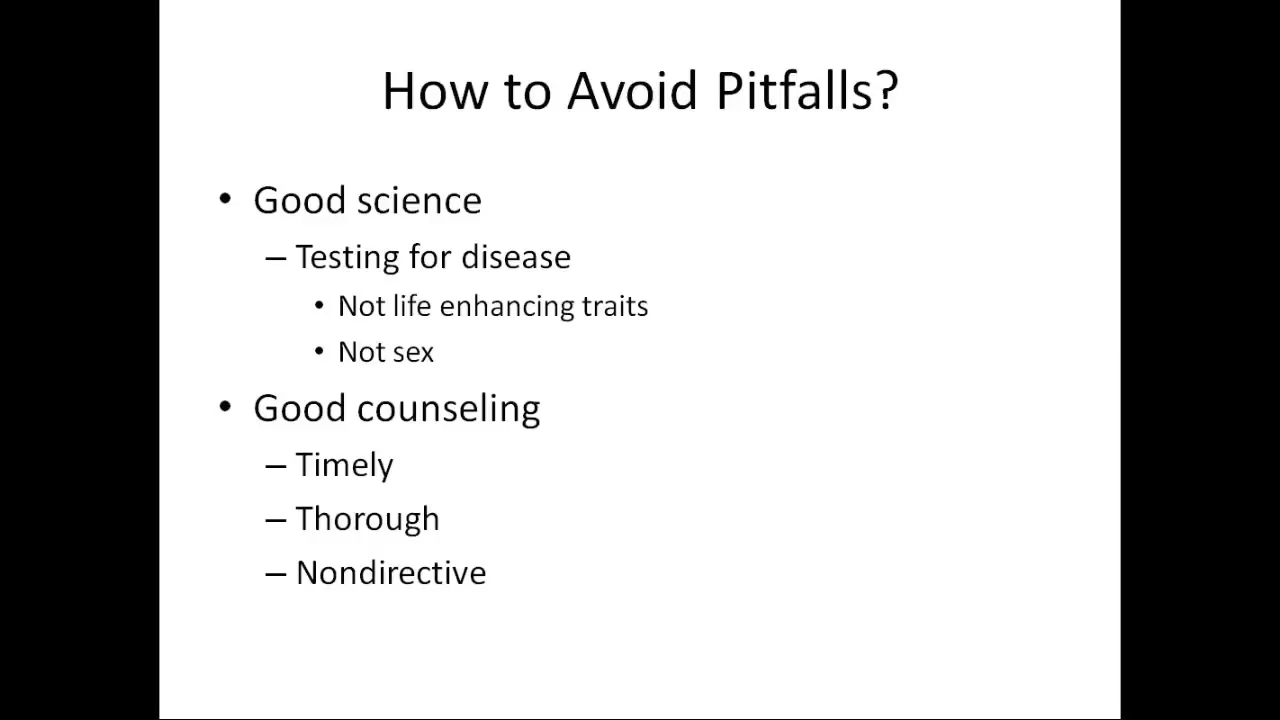 How to Avoid Pitfalls?
• Good science
– Testing for disease
• Not life enhancing traits
• Not sex
• Good counseling
– Timely
– Thorough
– Nondirective